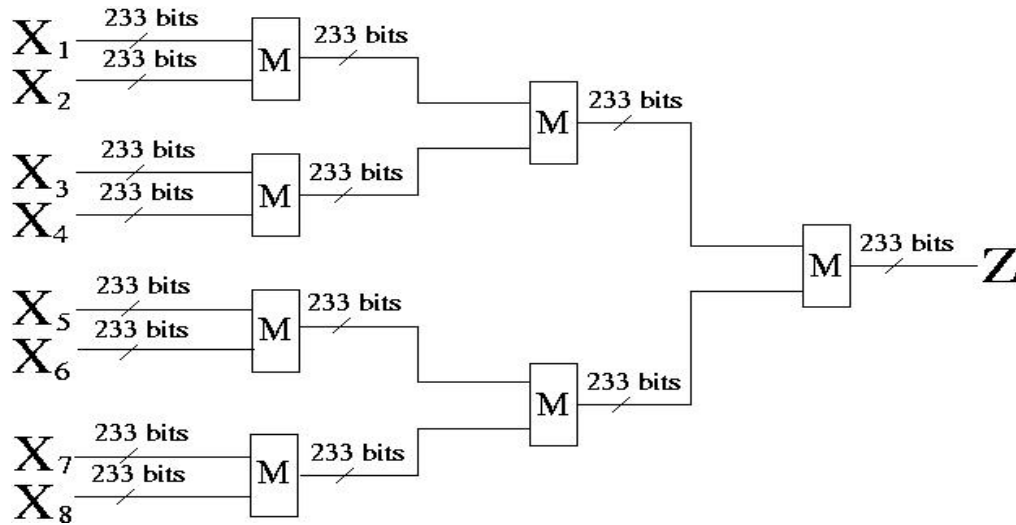 X1 233 bits
X2 233 bits
M 233 bits
X3 233 bits
X4 233 bits
M 233 bits
M 233 bits
X5 233 bits
X6 233 bits
M 233 bits
X7 233 bits
X8 233 bits
M 233 bits
M 233 bits
M 233 bits Z